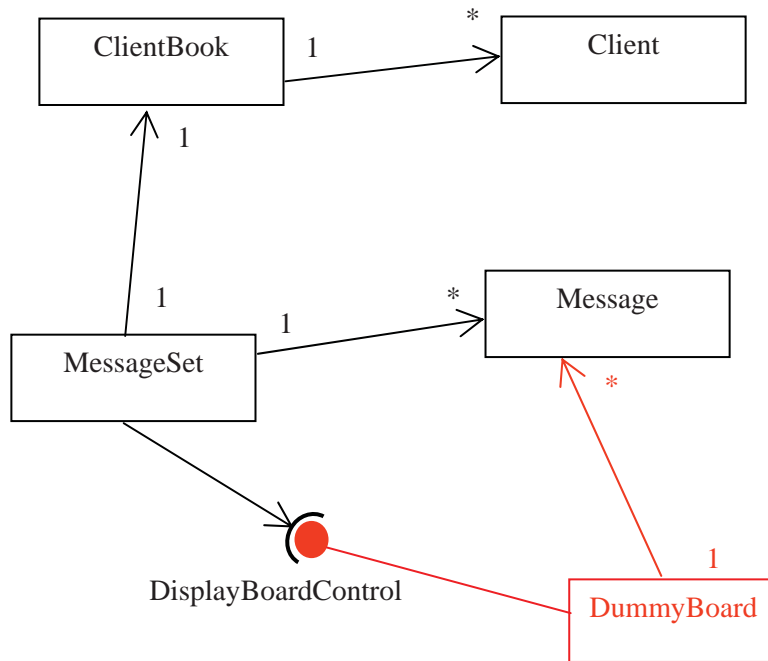 ClientBook
1
*
Client
1
1
MessageSet
1
*
Message
*
DisplayBoardControl
1
DummyBoard